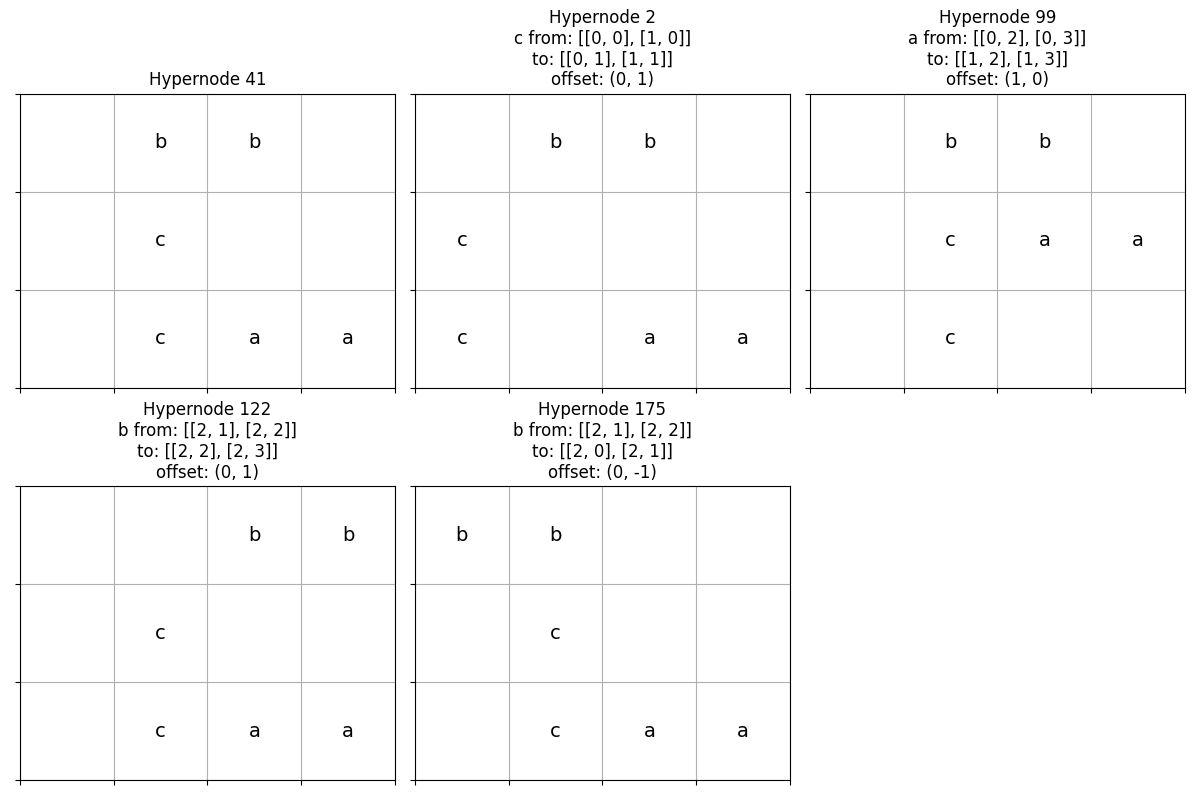 Hypernode 41
b b
c
c a a
Hypernode 2
c from: [[0, 0], [1, 0]]
to: [[0, 1], [1, 1]]
offset: (0, 1)
b b
c
c a a
Hypernode 99
a from: [[0, 2], [0, 3]]
to: [[1, 2], [1, 3]]
offset: (1, 0)
b b
c a a
c
Hypernode 122
b from: [[2, 1], [2, 2]]
to: [[2, 2], [2, 3]]
offset: (0, 1)
b b
c
c a a
Hypernode 175
b from: [[2, 1], [2, 2]]
to: [[2, 0], [2, 1]]
offset: (0, -1)
b b
c
c a a